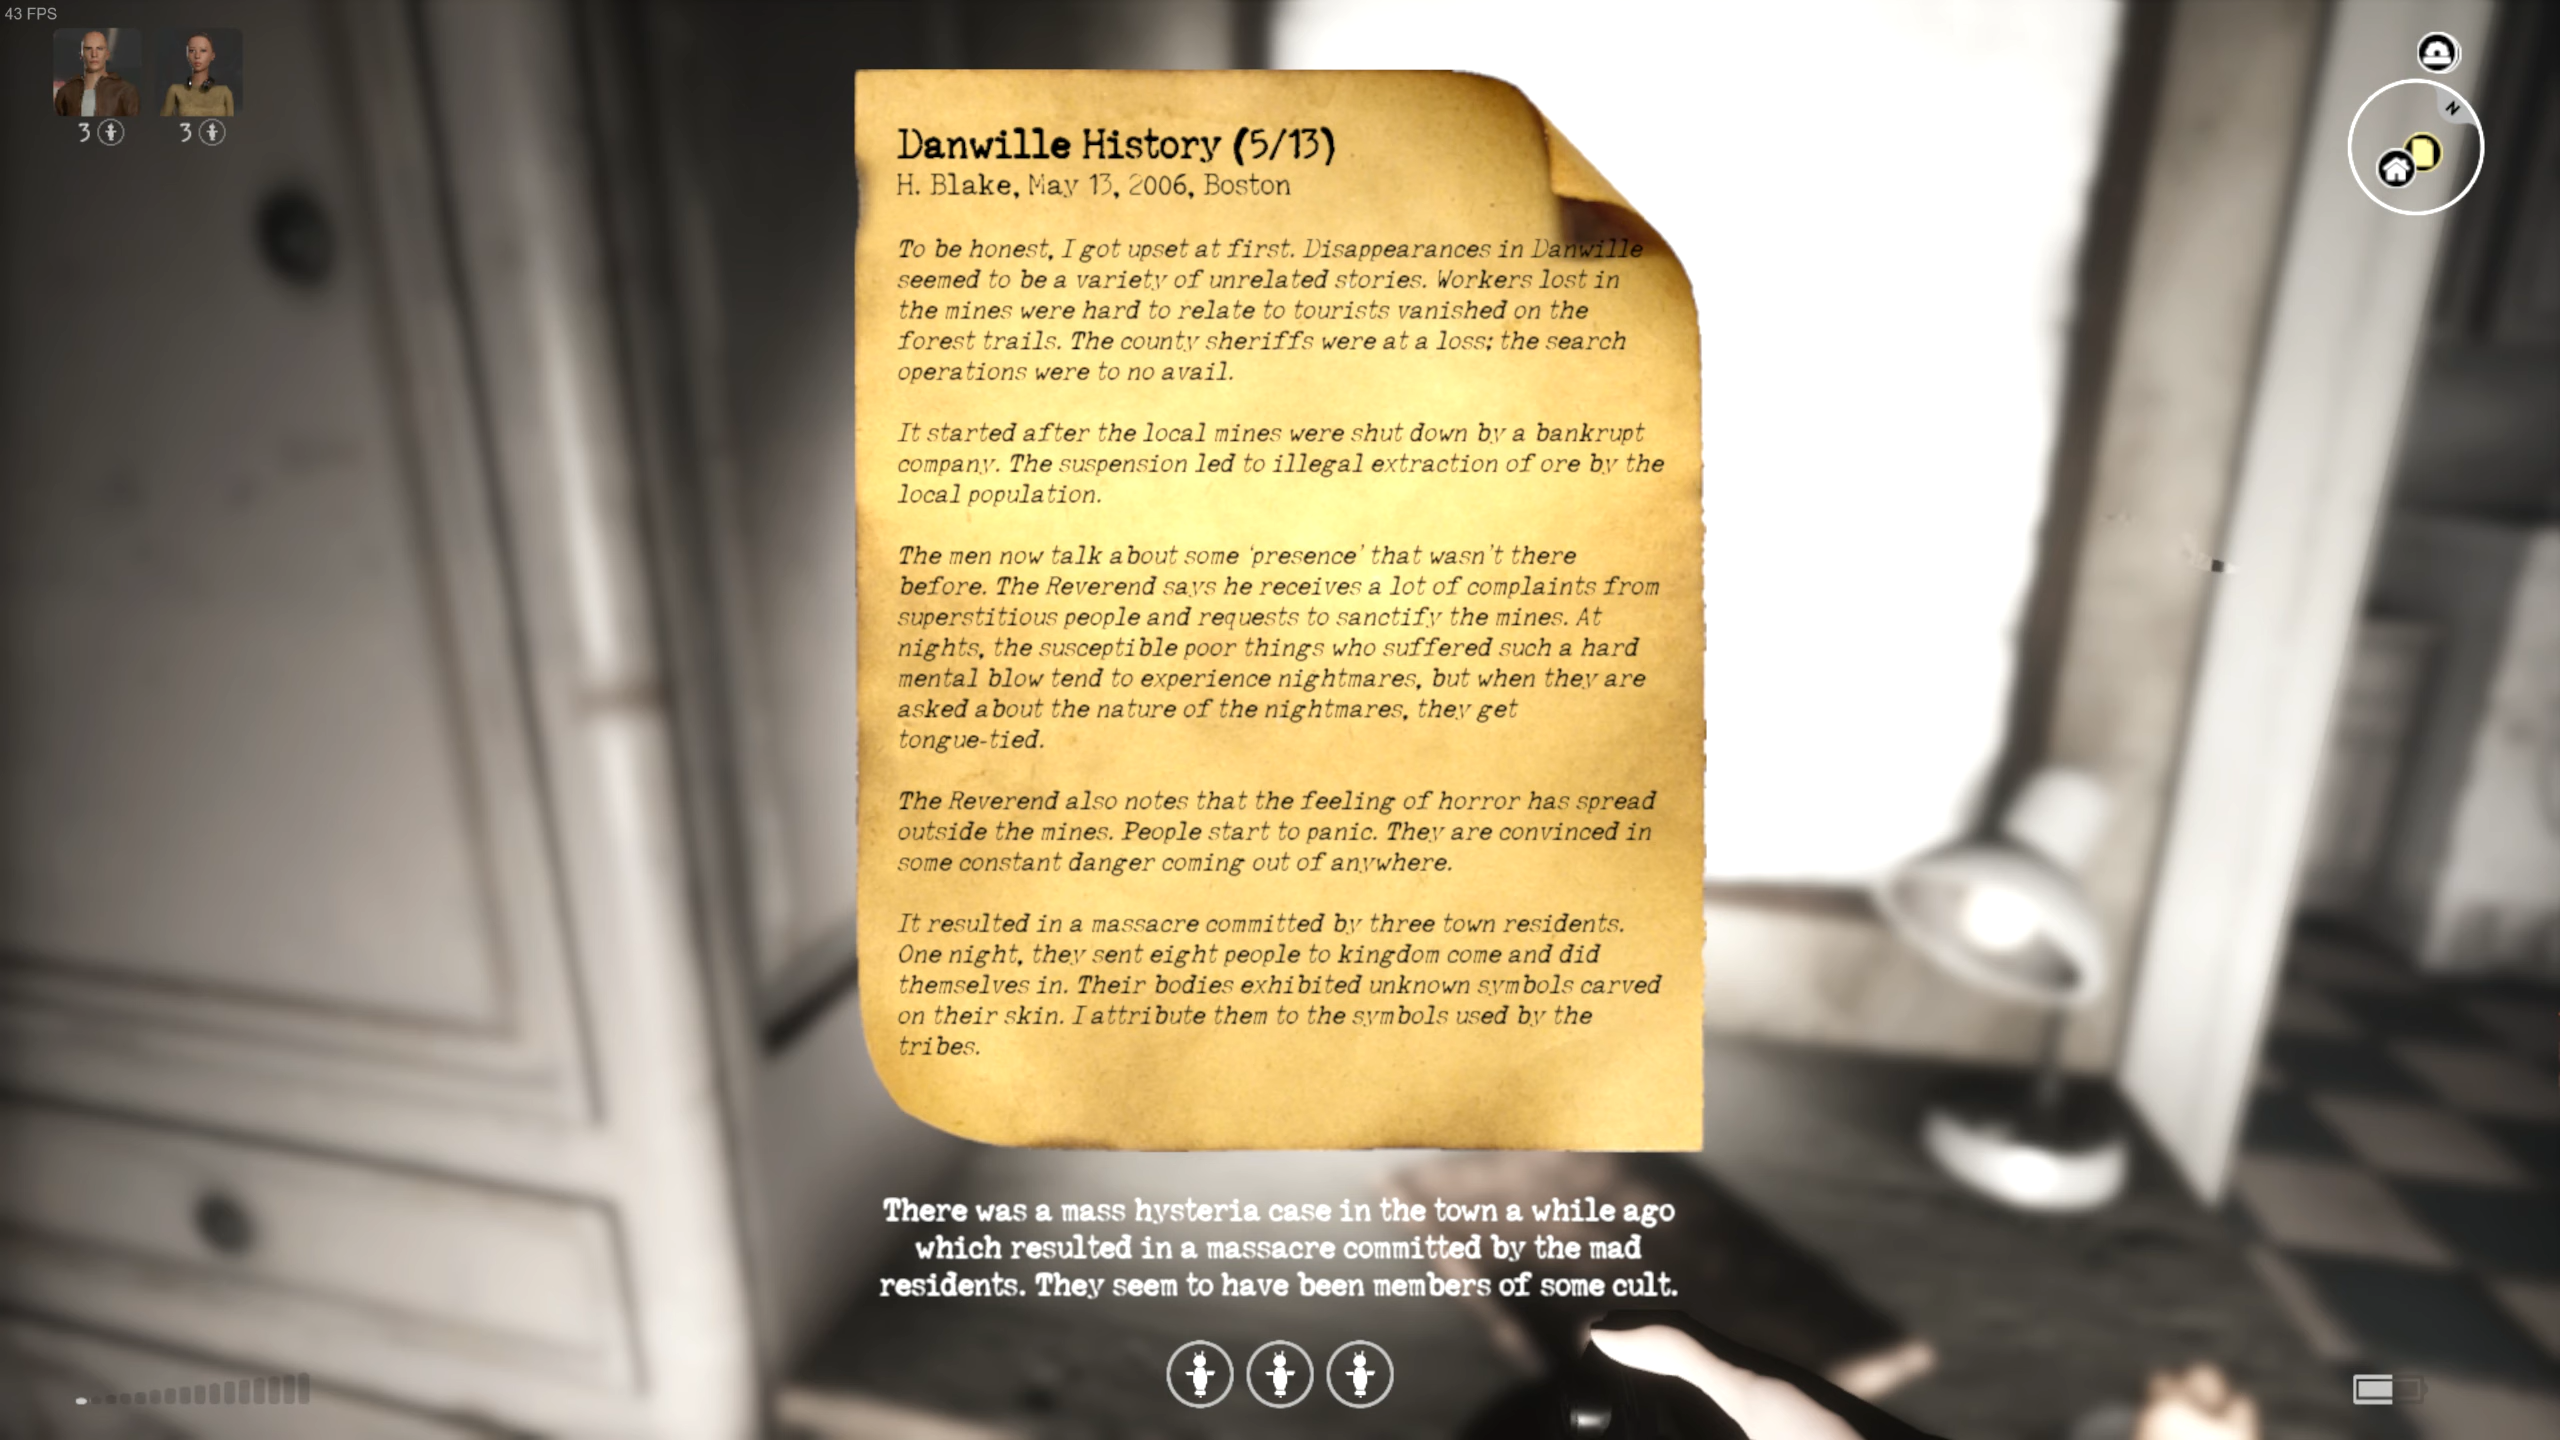 43 FPS
3
3
N
Danwille History (5/13)
H. Blake, May 13, 2006, Boston
To be honest, I got upset at first. Disappearances in Danwille
seemed to be a variety of unrelated stories. Workers lost in
the mines were hard to relate to tourists vanished on the
forest trails. The county sheriffs were at a loss; the search
operations were to no avail.
It started after the local mines were shut down by a bankrupt
company. The suspension led to illegal extraction of ore by the
local population.
The men now talk about some ‘presence’ that wasn’t there
before. The Reverend says he receives a lot of complaints from
superstitious people and requests to sanctify the mines. At
nights, the susceptible poor things who suffered such a hard
mental blow tend to experience nightmares, but when they are
asked about the nature of the nightmares, they get
tongue-tied.
The Reverend also notes that the feeling of horror has spread
outside the mines. People start to panic. They are convinced in
some constant danger coming out of anywhere.
It resulted in a massacre committed by three town residents.
One night, they sent eight people to kingdom come and did
themselves in. Their bodies exhibited unknown symbols carved
on their skin. I attribute them to the symbols used by the
tribes.
There was a mass hysteria case in the town a while ago
which resulted in a massacre committed by the mad
residents. They seem to have been members of some cult.